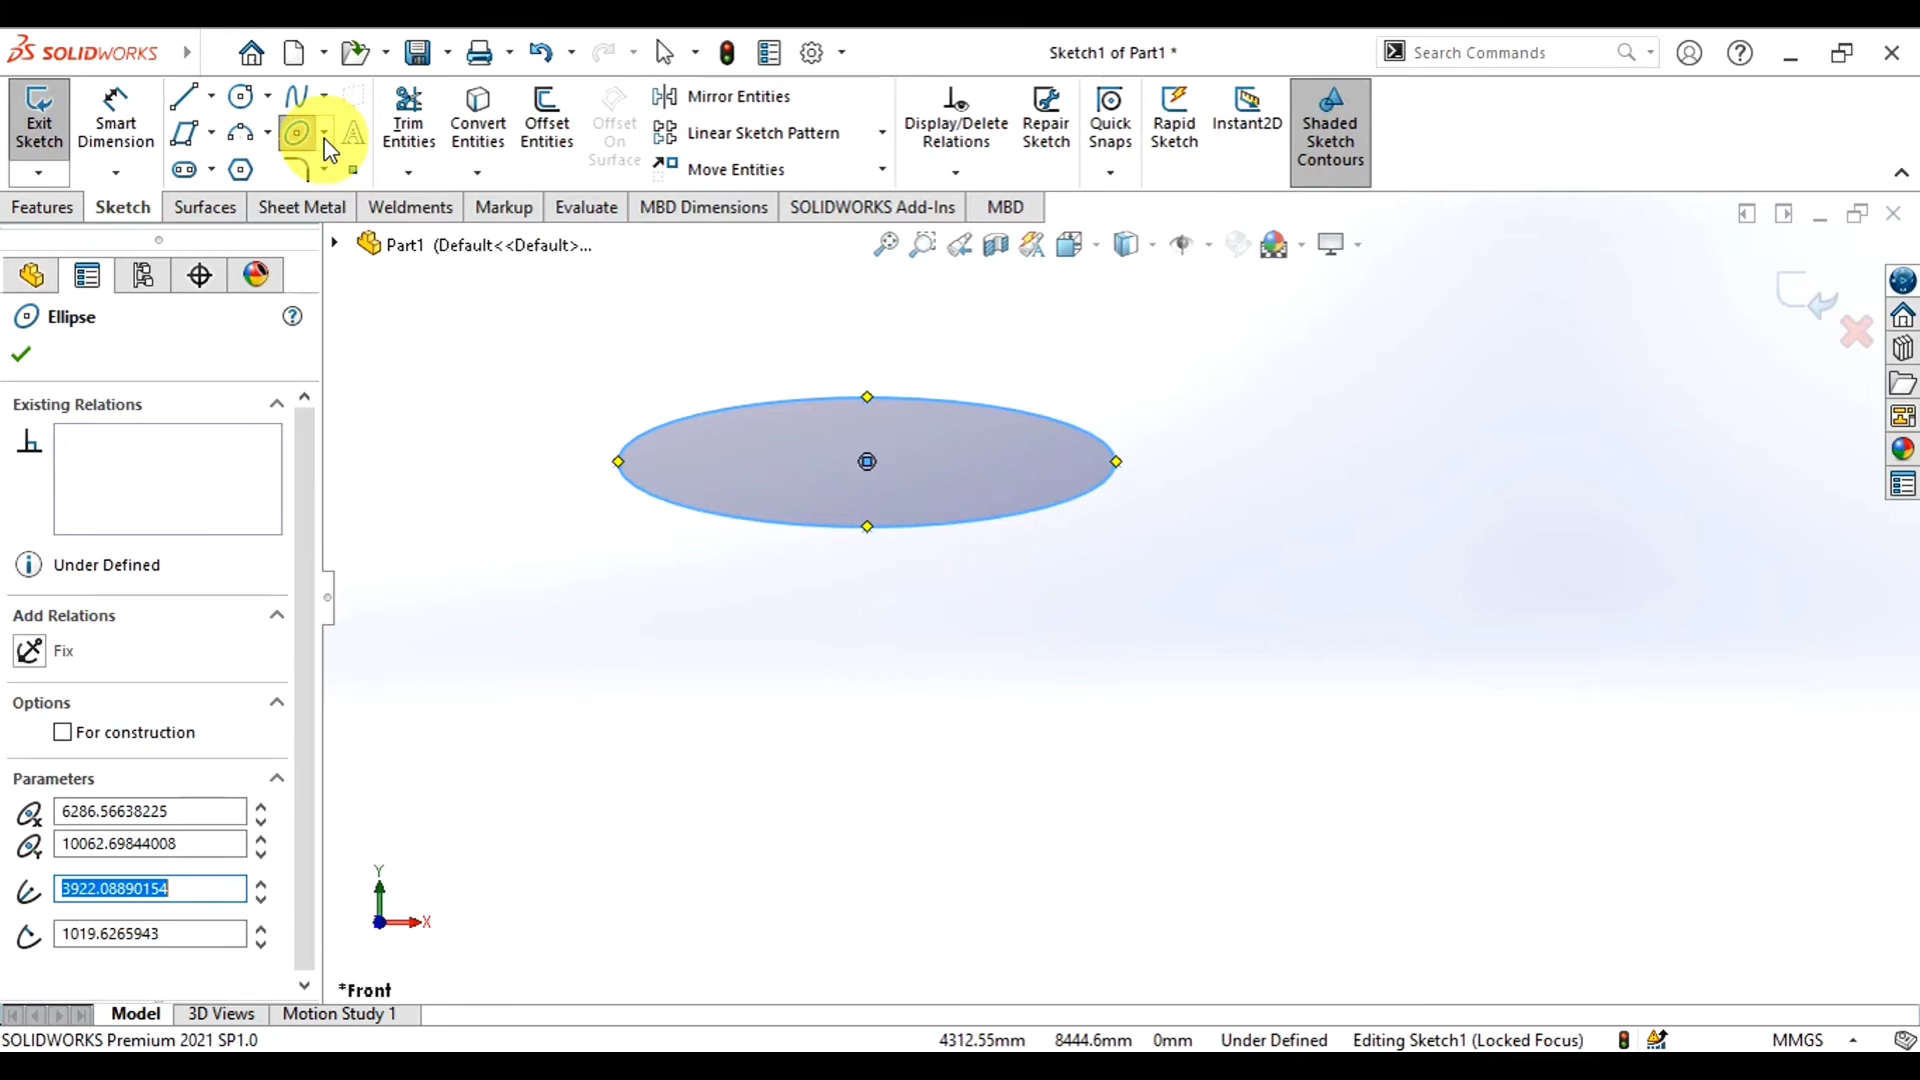 SOLIDWORKS
Sketch1 of Part1 *
Search Commands
Exit Sketch
Smart Dimension
Trim Entities
Convert Entities
Offset Entities
Offset On Surface
Mirror Entities
Linear Sketch Pattern
Move Entities
Display/Delete Relations
Repair Sketch
Quick Snaps
Rapid Sketch
Instant2D
Shaded Sketch Contours
Features
Sketch
Surfaces
Sheet Metal
Weldments
Markup
Evaluate
MBD Dimensions
SOLIDWORKS Add-Ins
MBD
Part1 (Default<<Default>...
Ellipse
Existing Relations
Under Defined
Add Relations
Fix
Options
For construction
Parameters
6286.56638225
10062.69844008
3922.08890154
1019.6265943
Y
X
*Front
Model
3D Views
Motion Study 1
SOLIDWORKS Premium 2021 SP1.0
4312.55mm
8444.6mm
0mm
Under Defined
Editing Sketch1 (Locked Focus)
MMGS